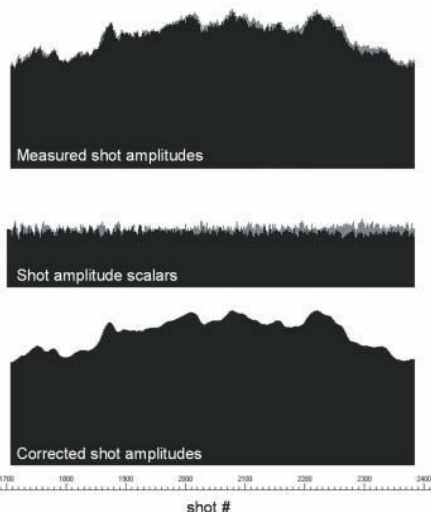 Measured shot amplitudes
Shot amplitude scalars
Corrected shot amplitudes
1700 1800 1900 2000 2100 2200 2300 2400
shot #